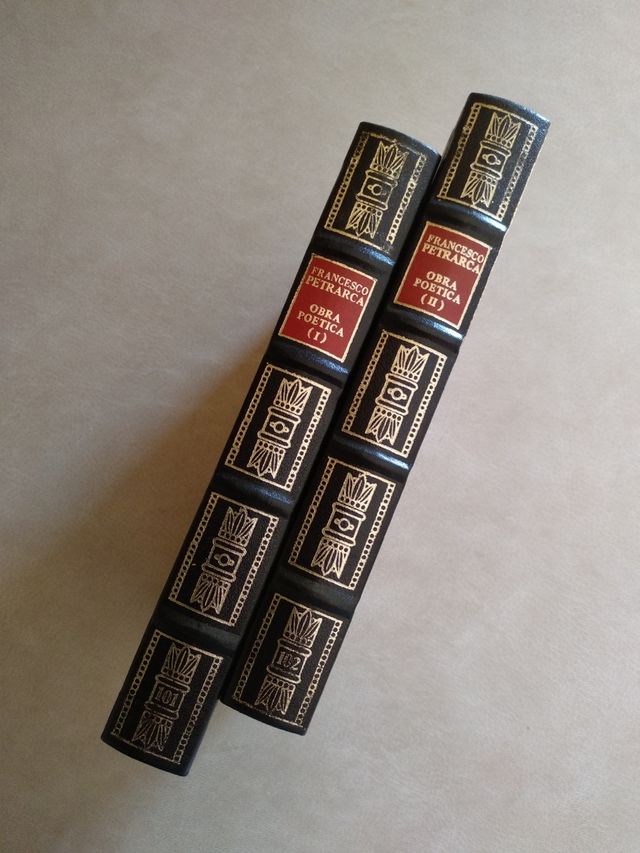 FRANCESCO
PETRARCA
OBRA
POETICA
(I)
101
FRANCESCO
PETRARCA
OBRA
POETICA
(II)
102